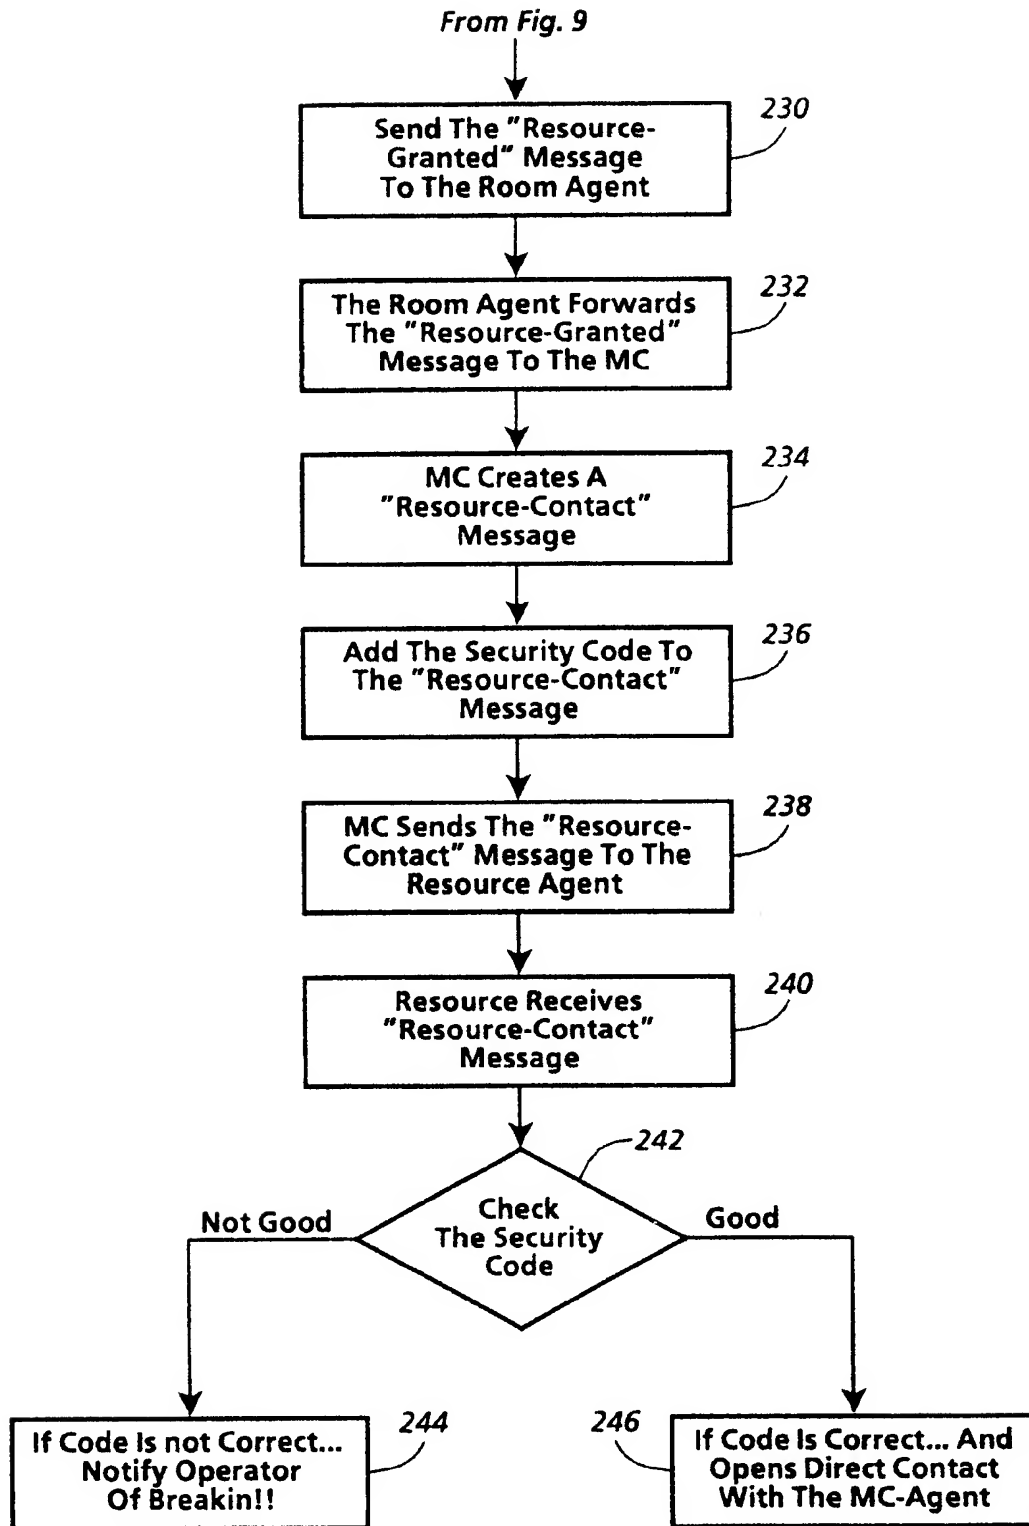 From Fig. 9
230
Send The "Resource-
Granted" Message
To The Room Agent
232
The Room Agent Forwards
The "Resource-Granted"
Message To The MC
234
MC Creates A
"Resource-Contact"
Message
236
Add The Security Code To
The "Resource-Contact"
Message
238
MC Sends The "Resource-
Contact" Message To The
Resource Agent
240
Resource Receives
"Resource-Contact"
Message
242
Check
The Security
Code
Not Good
Good
244
If Code Is not Correct...
Notify Operator
Of Breakin!!
246
If Code Is Correct... And
Opens Direct Contact
With The MC-Agent